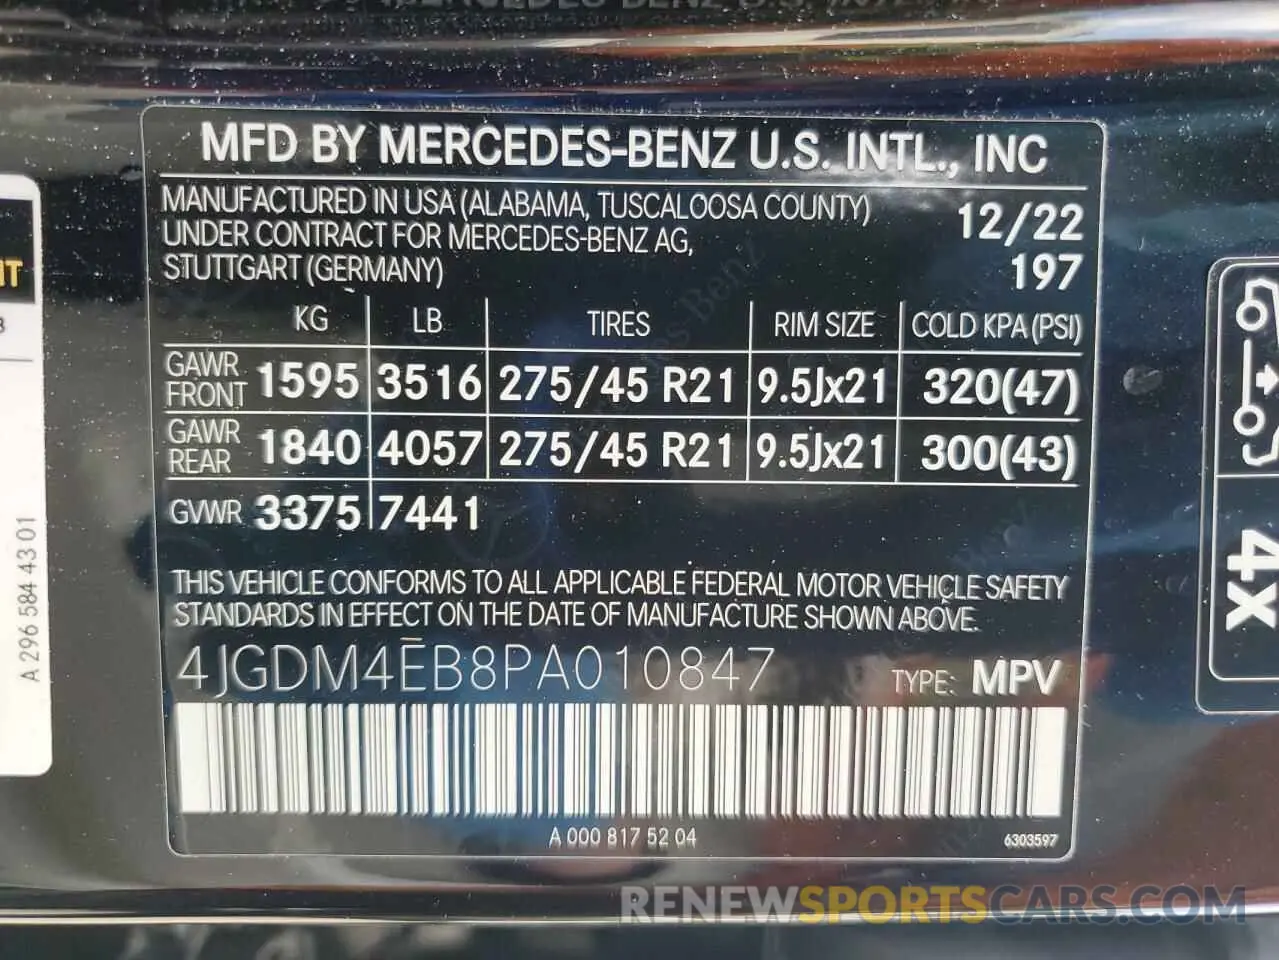 MFD BY MERCEDES-BENZ U.S. INTL., INC
MANUFACTURED IN USA (ALABAMA, TUSCALOOSA COUNTY) 12/22
UNDER CONTRACT FOR MERCEDES-BENZ AG,
STUTTGART (GERMANY) 197
KG LB TIRES RIM SIZE COLD KPA (PSI)
GAWR FRONT 1595 3516 275/45 R21 9.5Jx21 320(47)
GAWR REAR 1840 4057 275/45 R21 9.5Jx21 300(43)
GVWR 3375 7441
THIS VEHICLE CONFORMS TO ALL APPLICABLE FEDERAL MOTOR VEHICLE SAFETY
STANDARDS IN EFFECT ON THE DATE OF MANUFACTURE SHOWN ABOVE.
4JGDM4EB8PA010847 TYPE: MPV
A 000 817 52 04 6303597
A 296 584 43 01
4x
RENEWSPORTSCARS.COM